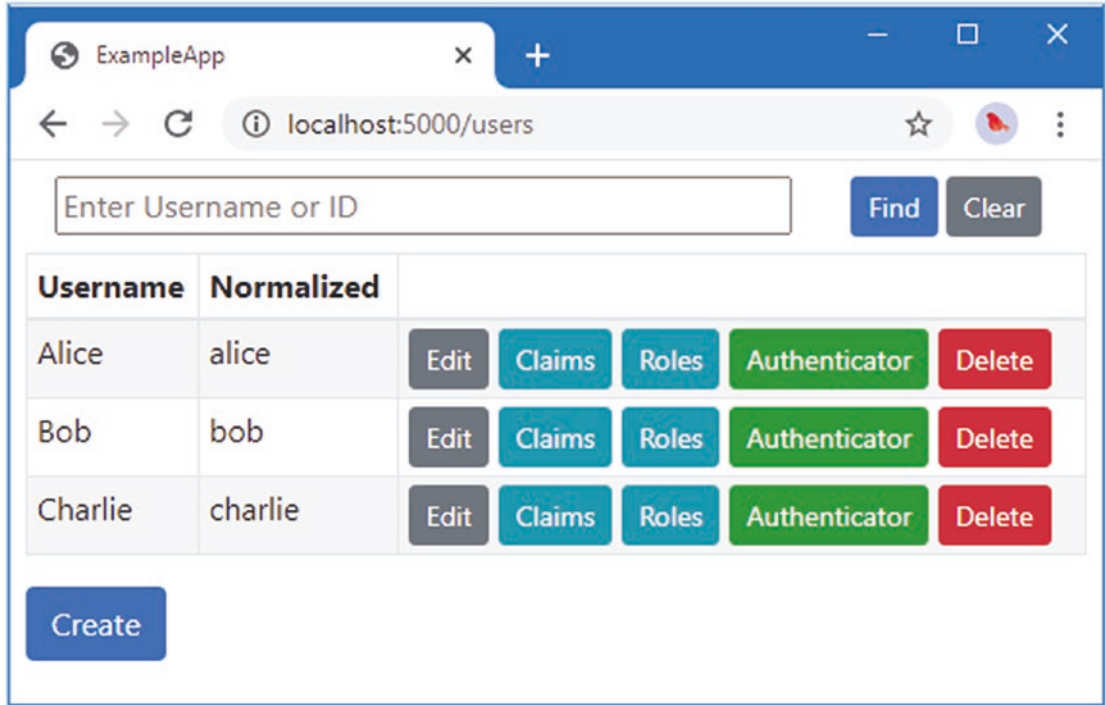 ExampleApp
localhost:5000/users
Enter Username or ID Find Clear
Username Normalized
Alice alice Edit Claims Roles Authenticator Delete
Bob bob Edit Claims Roles Authenticator Delete
Charlie charlie Edit Claims Roles Authenticator Delete
Create